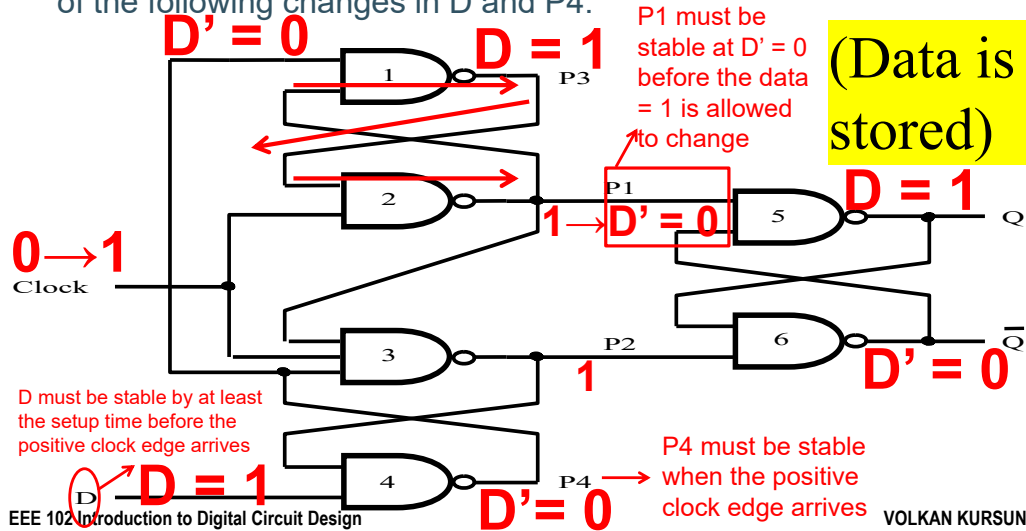 of the following changes in D and P4.
D' = 0
D = 1
P1 must be
stable at D' = 0
before the data
= 1 is allowed
to change
(Data is
stored)
1
P3
2
P1
1→D' = 0
5
D = 1
Q
0→1
Clock
3
P2
1
6
Q̅
D' = 0
D must be stable by at least
the setup time before the
positive clock edge arrives
D
D = 1
4
P4
D'= 0
P4 must be stable
when the positive
clock edge arrives
EEE 102 Introduction to Digital Circuit Design
VOLKAN KURSUN